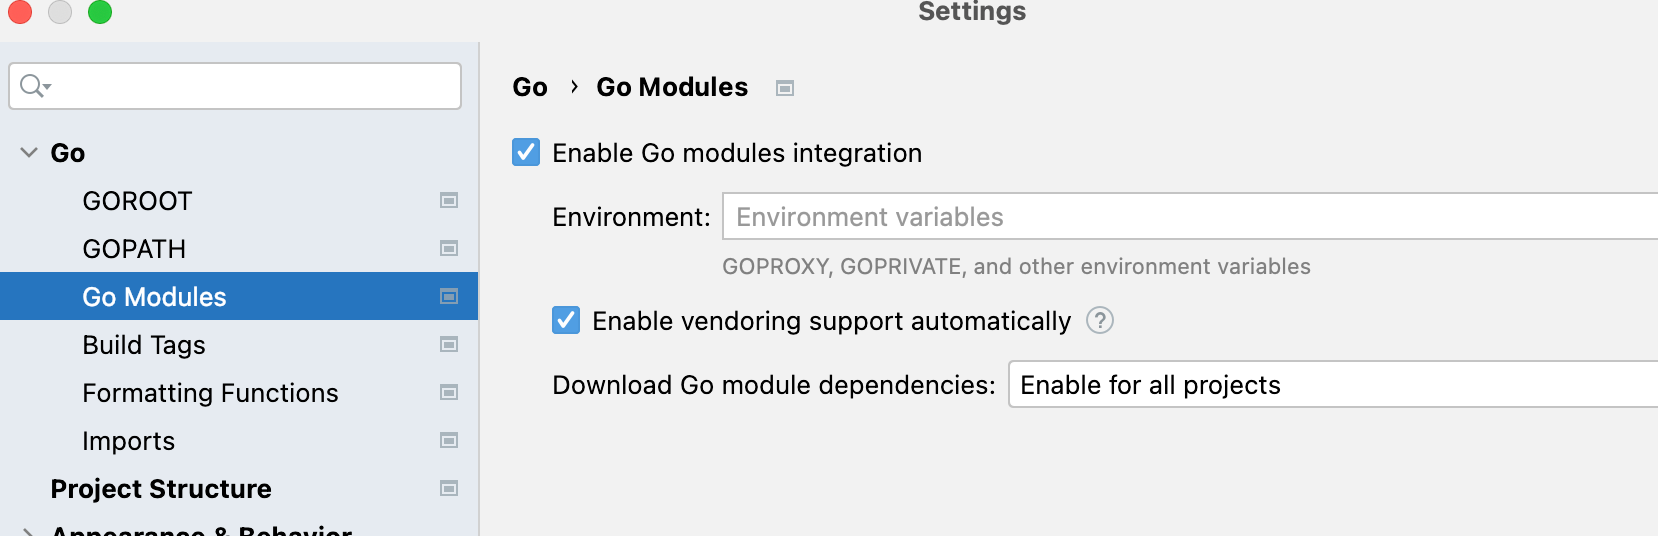 Settings
Go
GOROOT
GOPATH
Go Modules
Build Tags
Formatting Functions
Imports
Project Structure
Appearance & Behavior
Go › Go Modules
Enable Go modules integration
Environment: Environment variables
GOPROXY, GOPRIVATE, and other environment variables
Enable vendoring support automatically ?
Download Go module dependencies: Enable for all projects